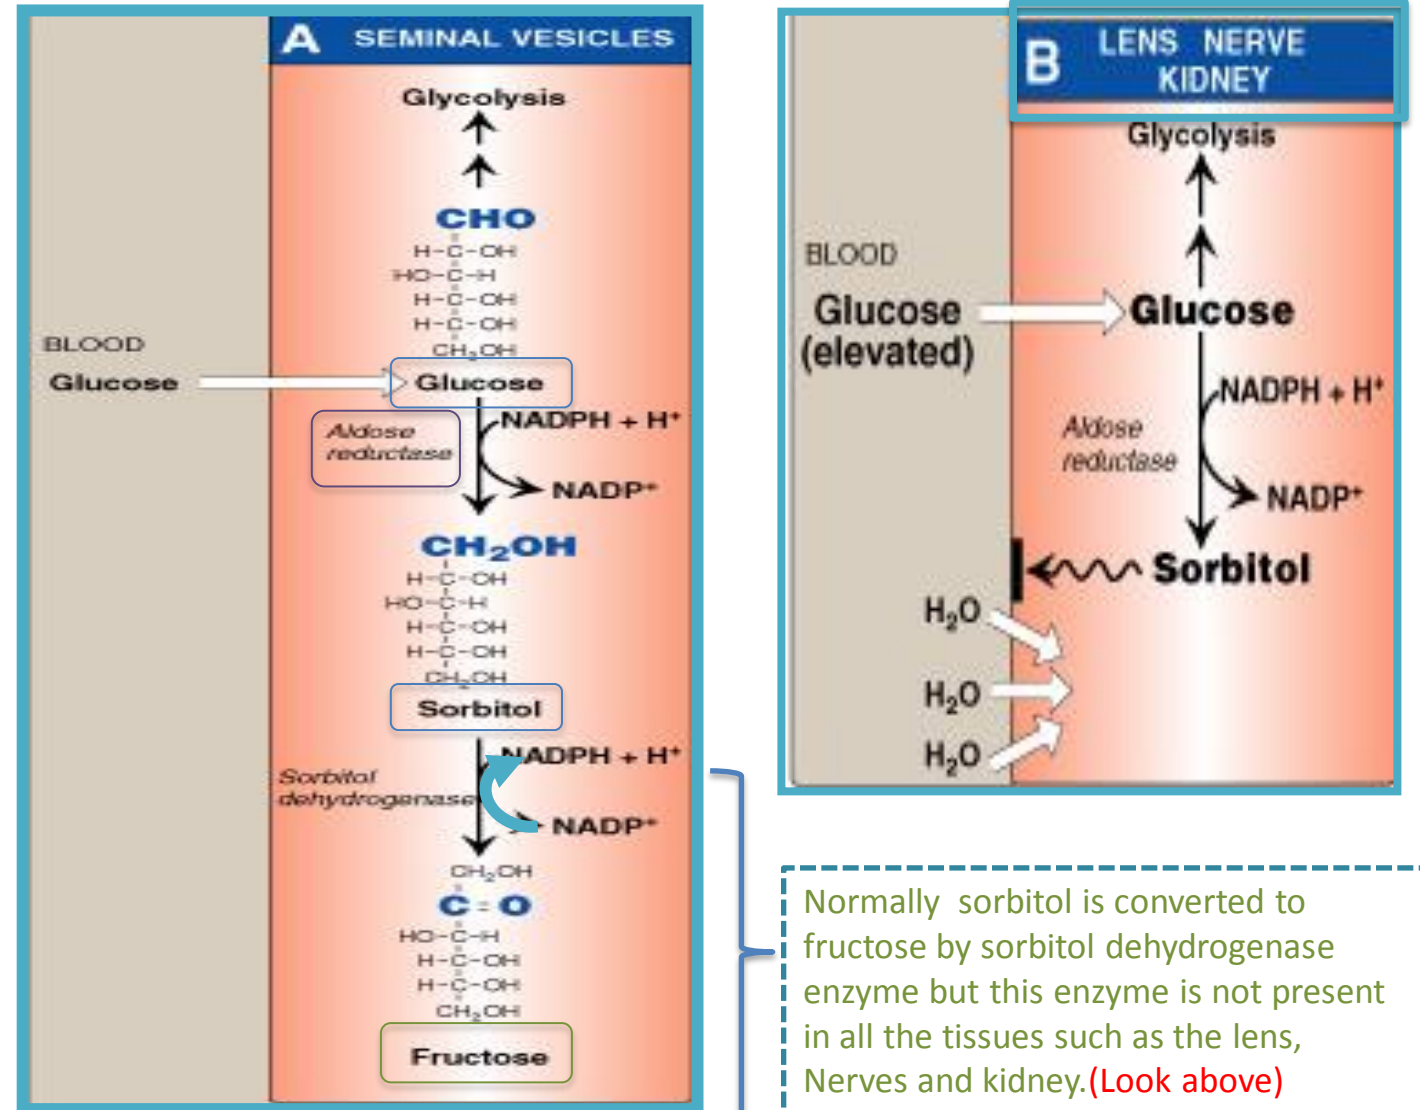 A SEMINAL VESICLES
Glycolysis
CHO
H-C-OH
HO-C-H
H-C-OH
H-C-OH
CH₂OH
BLOOD
Glucose
Glucose
Aldose
reductase
NADPH + H⁺
NADP⁺
CH₂OH
H-C-OH
HO-C-H
H-C-OH
H-C-OH
CH₂OH
Sorbitol
Sorbitol
dehydrogenase
NADPH + H⁺
NADP⁺
CH₂OH
C=O
HO-C-H
H-C-OH
H-C-OH
CH₂OH
Fructose
B LENS NERVE
KIDNEY
Glycolysis
BLOOD
Glucose
(elevated)
Glucose
NADPH + H⁺
Aldose
reductase
NADP⁺
Sorbitol
H₂O
H₂O
H₂O
Normally sorbitol is converted to
fructose by sorbitol dehydrogenase
enzyme but this enzyme is not present
in all the tissues such as the lens,
Nerves and kidney.(Look above)